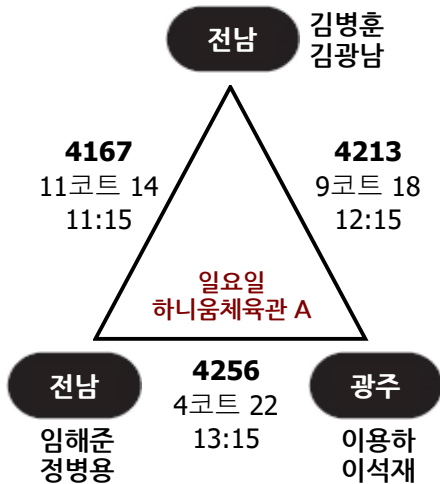 전남
김병훈
김광남
4167
11코트 14
11:15
4213
9코트 18
12:15
일요일
하니움체육관 A
전남
임해준
정병용
4256
4코트 22
13:15
광주
이용하
이석재